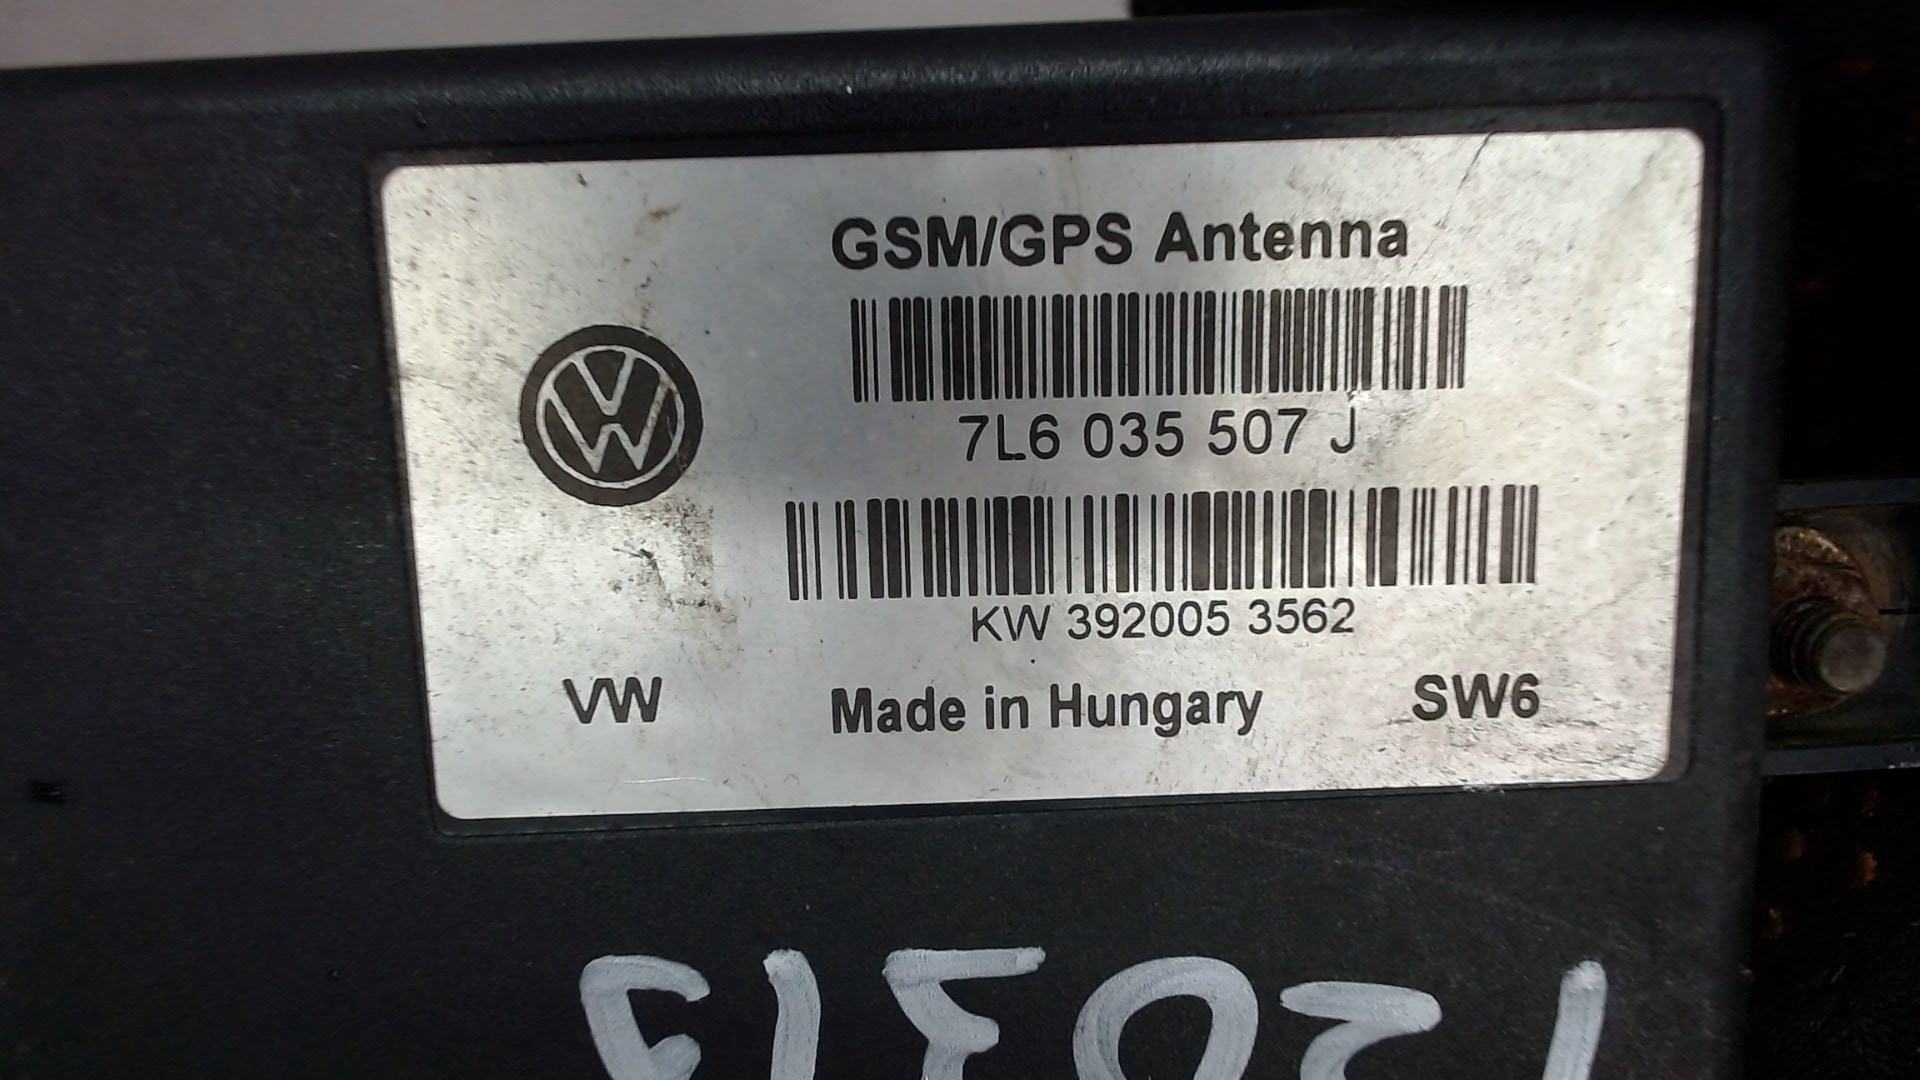 GSM/GPS Antenna
7L6 035 507 J
KW 392005 3562
VW Made in Hungary SW6